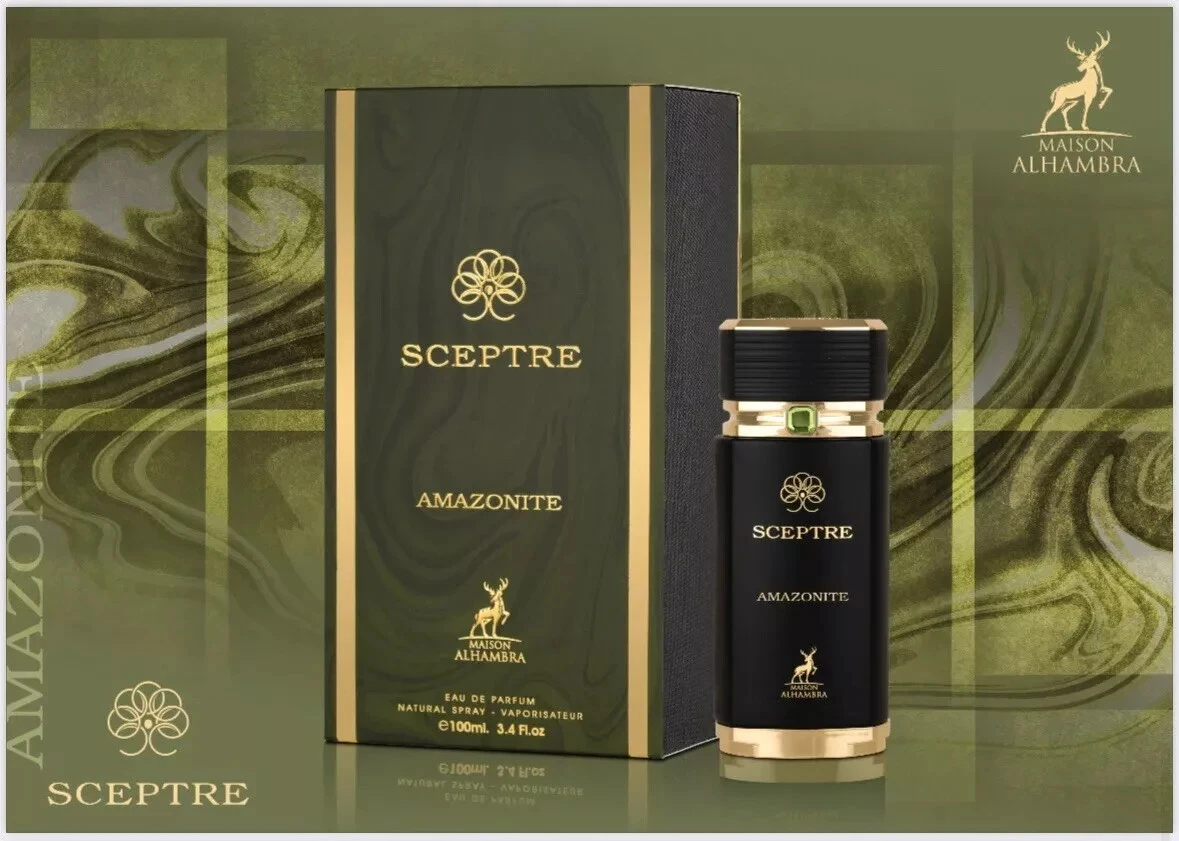 MAISON
ALHAMBRA
SCEPTRE
AMAZONITE
MAISON
ALHAMBRA
EAU DE PARFUM
NATURAL SPRAY - VAPORISATEUR
℮100ml. 3.4 Fl.oz
SCEPTRE
AMAZONITE
MAISON
ALHAMBRA
AMAZONITE
SCEPTRE